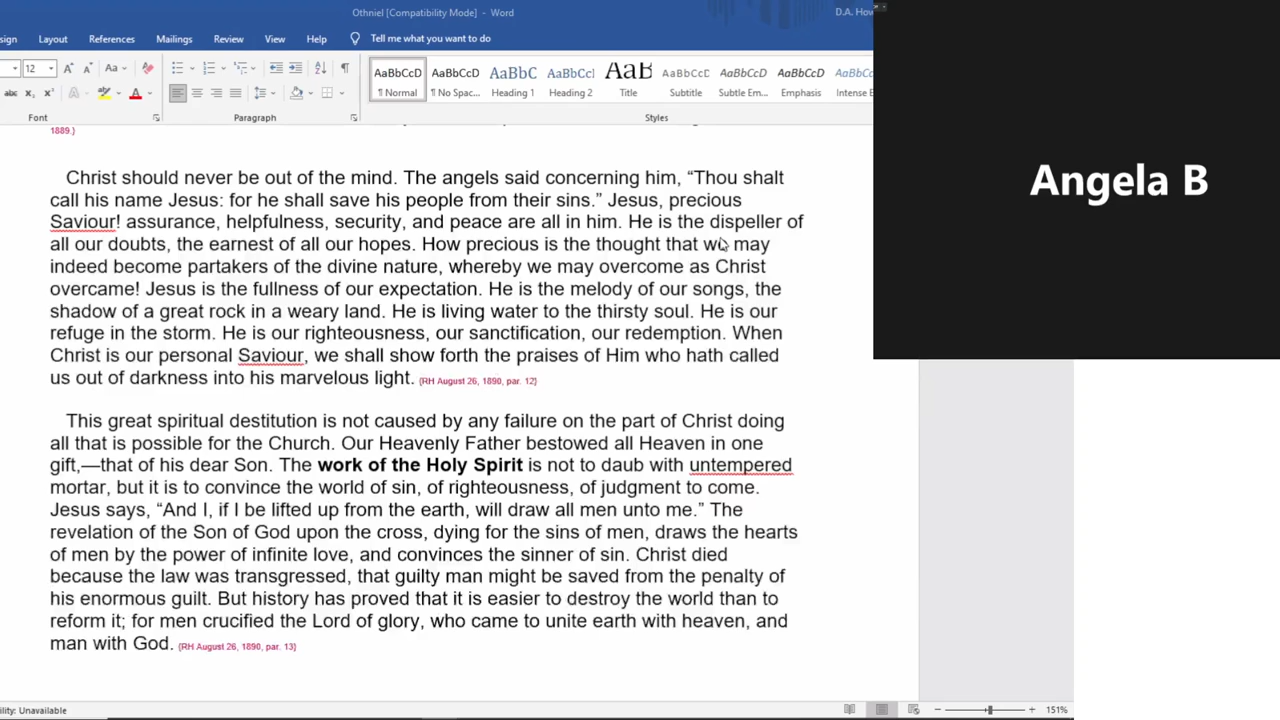 Othniel [Compatibility Mode] - Word
D.A. How
sign Layout References Mailings Review View Help Tell me what you want to do
12 Aa
abc x₂ x² A A
AaBbCcD AaBbCcD AaBbC AaBbCcI AaB AaBbCcD AaBbCcD AaBbCcD AaBbCc
¶ Normal ¶ No Spac... Heading 1 Heading 2 Title Subtitle Subtle Em... Emphasis Intense E
Font Paragraph Styles
Angela B
1889.}
Christ should never be out of the mind. The angels said concerning him, “Thou shalt
call his name Jesus: for he shall save his people from their sins.” Jesus, precious
Saviour! assurance, helpfulness, security, and peace are all in him. He is the dispeller of
all our doubts, the earnest of all our hopes. How precious is the thought that we may
indeed become partakers of the divine nature, whereby we may overcome as Christ
overcame! Jesus is the fullness of our expectation. He is the melody of our songs, the
shadow of a great rock in a weary land. He is living water to the thirsty soul. He is our
refuge in the storm. He is our righteousness, our sanctification, our redemption. When
Christ is our personal Saviour, we shall show forth the praises of Him who hath called
us out of darkness into his marvelous light. {RH August 26, 1890, par. 12}
This great spiritual destitution is not caused by any failure on the part of Christ doing
all that is possible for the Church. Our Heavenly Father bestowed all Heaven in one
gift,—that of his dear Son. The work of the Holy Spirit is not to daub with untempered
mortar, but it is to convince the world of sin, of righteousness, of judgment to come.
Jesus says, “And I, if I be lifted up from the earth, will draw all men unto me.” The
revelation of the Son of God upon the cross, dying for the sins of men, draws the hearts
of men by the power of infinite love, and convinces the sinner of sin. Christ died
because the law was transgressed, that guilty man might be saved from the penalty of
his enormous guilt. But history has proved that it is easier to destroy the world than to
reform it; for men crucified the Lord of glory, who came to unite earth with heaven, and
man with God. {RH August 26, 1890, par. 13}
ility: Unavailable
151%